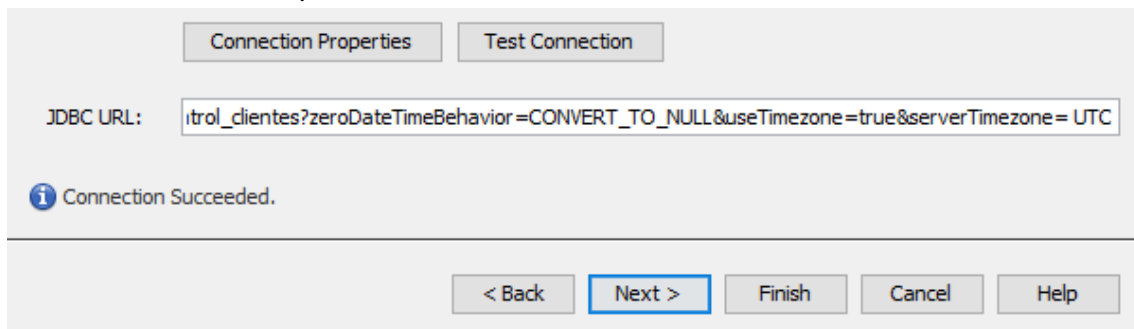 Connection Properties Test Connection
JDBC URL: ntrol_clientes?zeroDateTimeBehavior=CONVERT_TO_NULL&useTimezone=true&serverTimezone= UTC
Connection Succeeded.
< Back Next > Finish Cancel Help